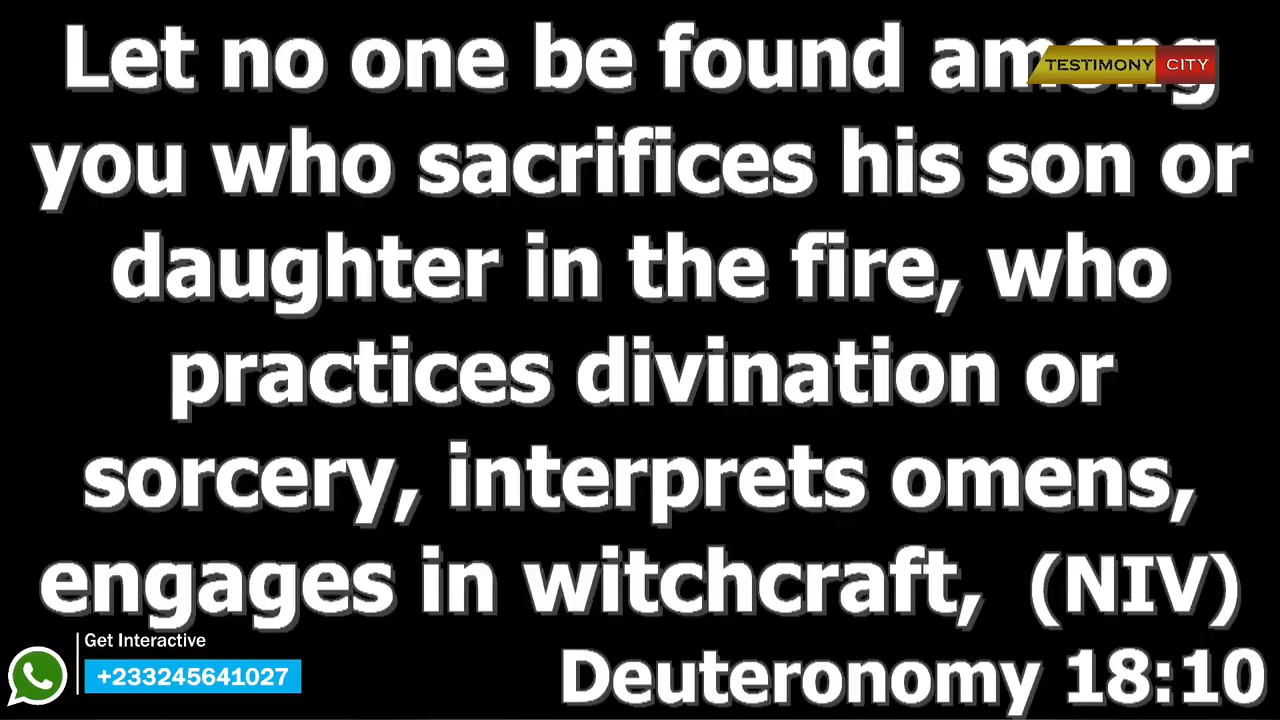 Let no one be found among
TESTIMONY CITY
you who sacrifices his son or
daughter in the fire, who
practices divination or
sorcery, interprets omens,
engages in witchcraft, (NIV)
Get Interactive
+233245641027
Deuteronomy 18:10